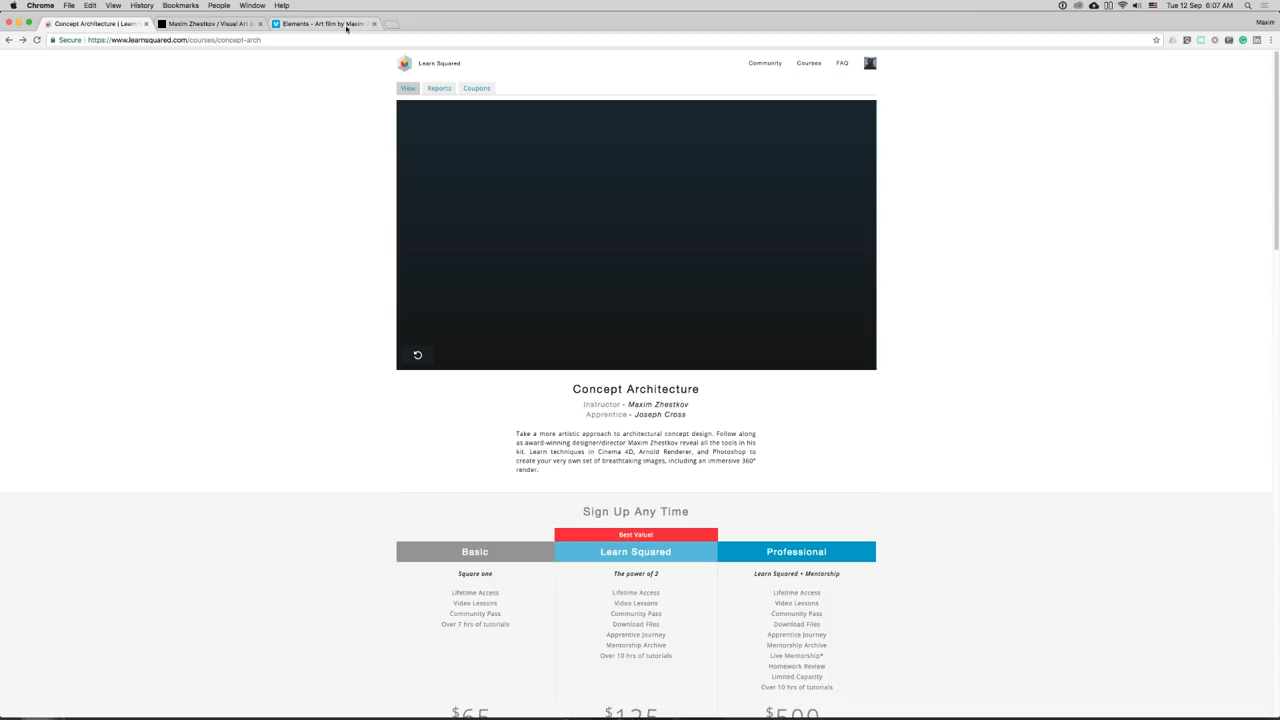 Chrome File Edit View History Bookmarks People Window Help
Tue 12 Sep 6:07 AM
Concept Architecture | Learn
Maxim Zhestkov / Visual Art &
Elements - Art film by Maxim
Maxim
Secure https://www.learnsquared.com/courses/concept-arch
Learn Squared
Community Courses FAQ
View Reports Coupons
Concept Architecture
Instructor - Maxim Zhestkov
Apprentice - Joseph Cross
Take a more artistic approach to architectural concept design. Follow along
as award-winning designer/director Maxim Zhestkov reveal all the tools in his
kit. Learn techniques in Cinema 4D, Arnold Renderer, and Photoshop to
create your very own set of breathtaking images, including an immersive 360°
render.
Sign Up Any Time
Best Value!
Basic
Square one
Lifetime Access
Video Lessons
Community Pass
Over 7 hrs of tutorials
$65
Learn Squared
The power of 2
Lifetime Access
Video Lessons
Community Pass
Download Files
Apprentice Journey
Mentorship Archive
Over 10 hrs of tutorials
$125
Professional
Learn Squared + Mentorship
Lifetime Access
Video Lessons
Community Pass
Download Files
Apprentice Journey
Mentorship Archive
Live Mentorship*
Homework Review
Limited Capacity
Over 10 hrs of tutorials
$500